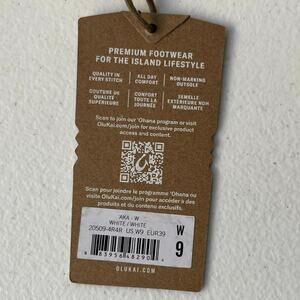 PREMIUM FOOTWEAR
FOR THE ISLAND LIFESTYLE
QUALITY IN
EVERY STITCH
ALL DAY
COMFORT
NON-MARKING
OUTSOLE
COUTURE DE
QUALITÉ
SUPÉRIEURE
CONFORT
TOUTE LA
JOURNÉE
SEMELLE
EXTÉRIEURE NON
MARQUANTE
Scan to join our 'Ohana program or visit
OluKai.com/join for exclusive product
access and content.
Scan pour joindre le programme 'Ohana ou
visite OluKai.com/join pour accéder à des
produits et du contenu exclusifs.
AKA - W
WHITE / WHITE
20509-4R4R US W9 EUR39
W
9
OLUKAI.COM